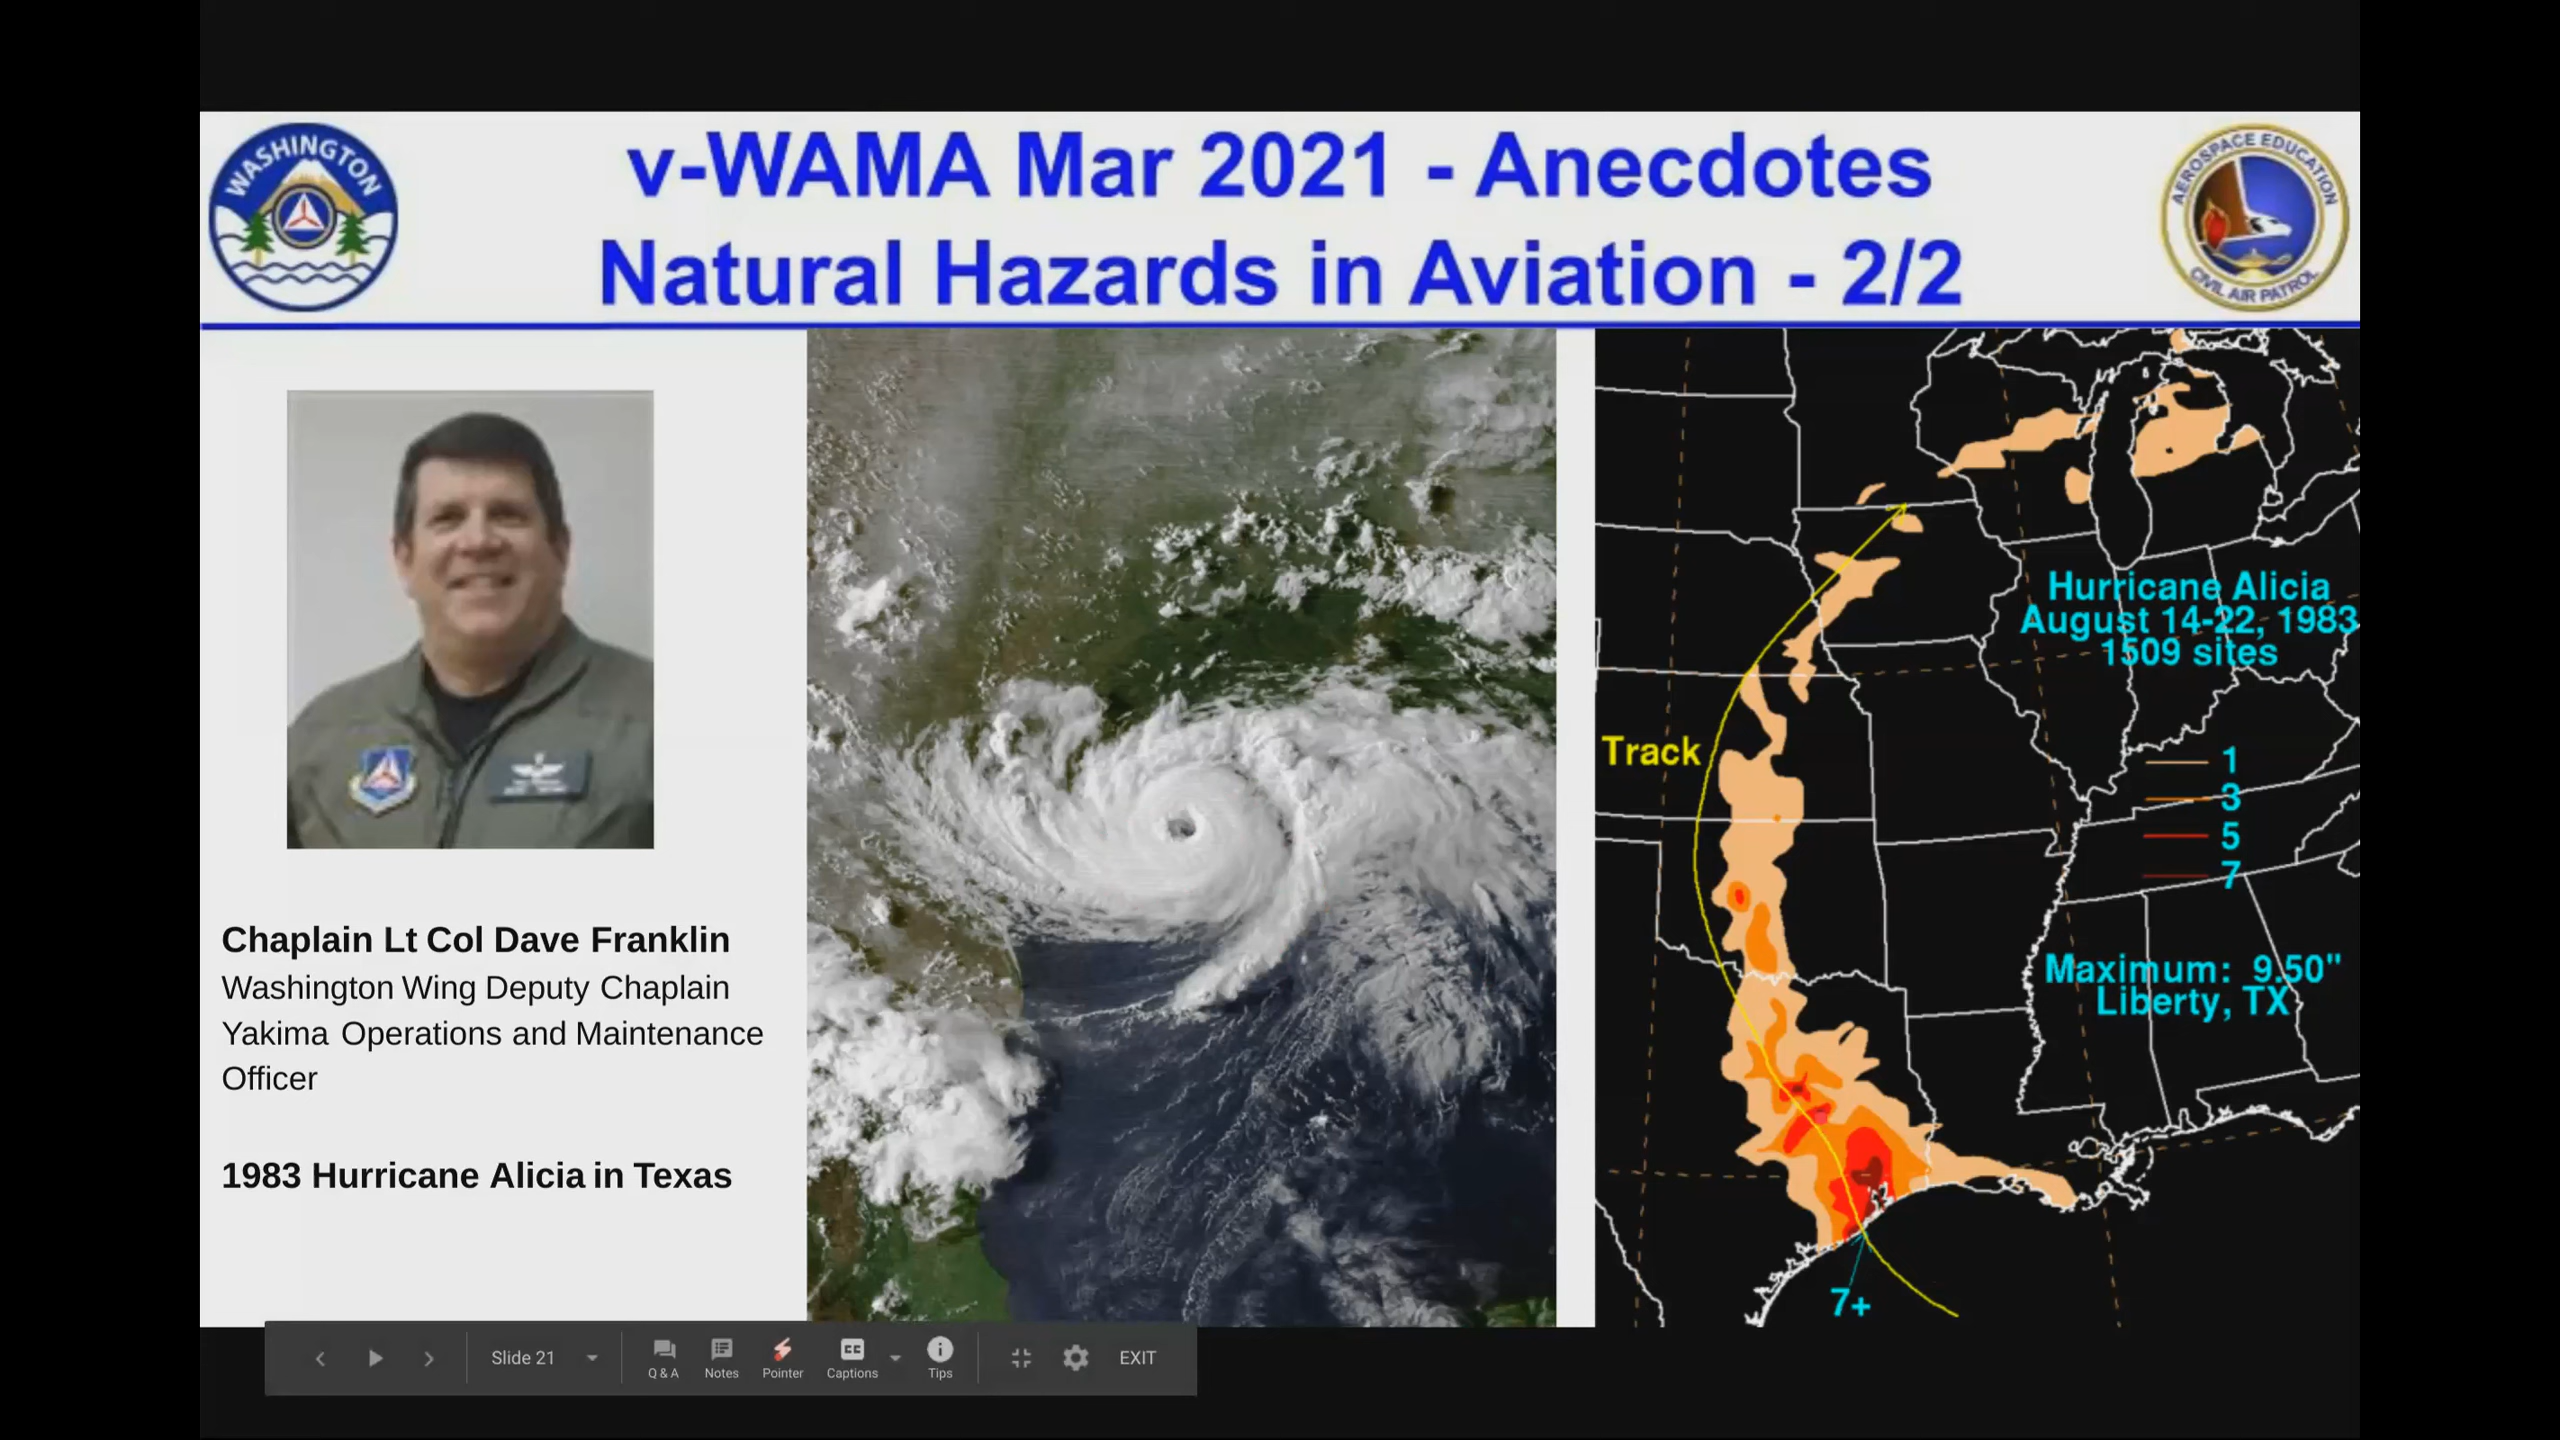 WASHINGTON
v-WAMA Mar 2021 - Anecdotes
Natural Hazards in Aviation - 2/2
AEROSPACE EDUCATION
CIVIL AIR PATROL
Chaplain Lt Col Dave Franklin
Washington Wing Deputy Chaplain
Yakima Operations and Maintenance
Officer
1983 Hurricane Alicia in Texas
Hurricane Alicia
August 14-22, 1983
1509 sites
Track
1
3
5
7
Maximum: 9.50"
Liberty, TX
7+
Slide 21
Q & A
Notes
Pointer
CC
Captions
Tips
EXIT